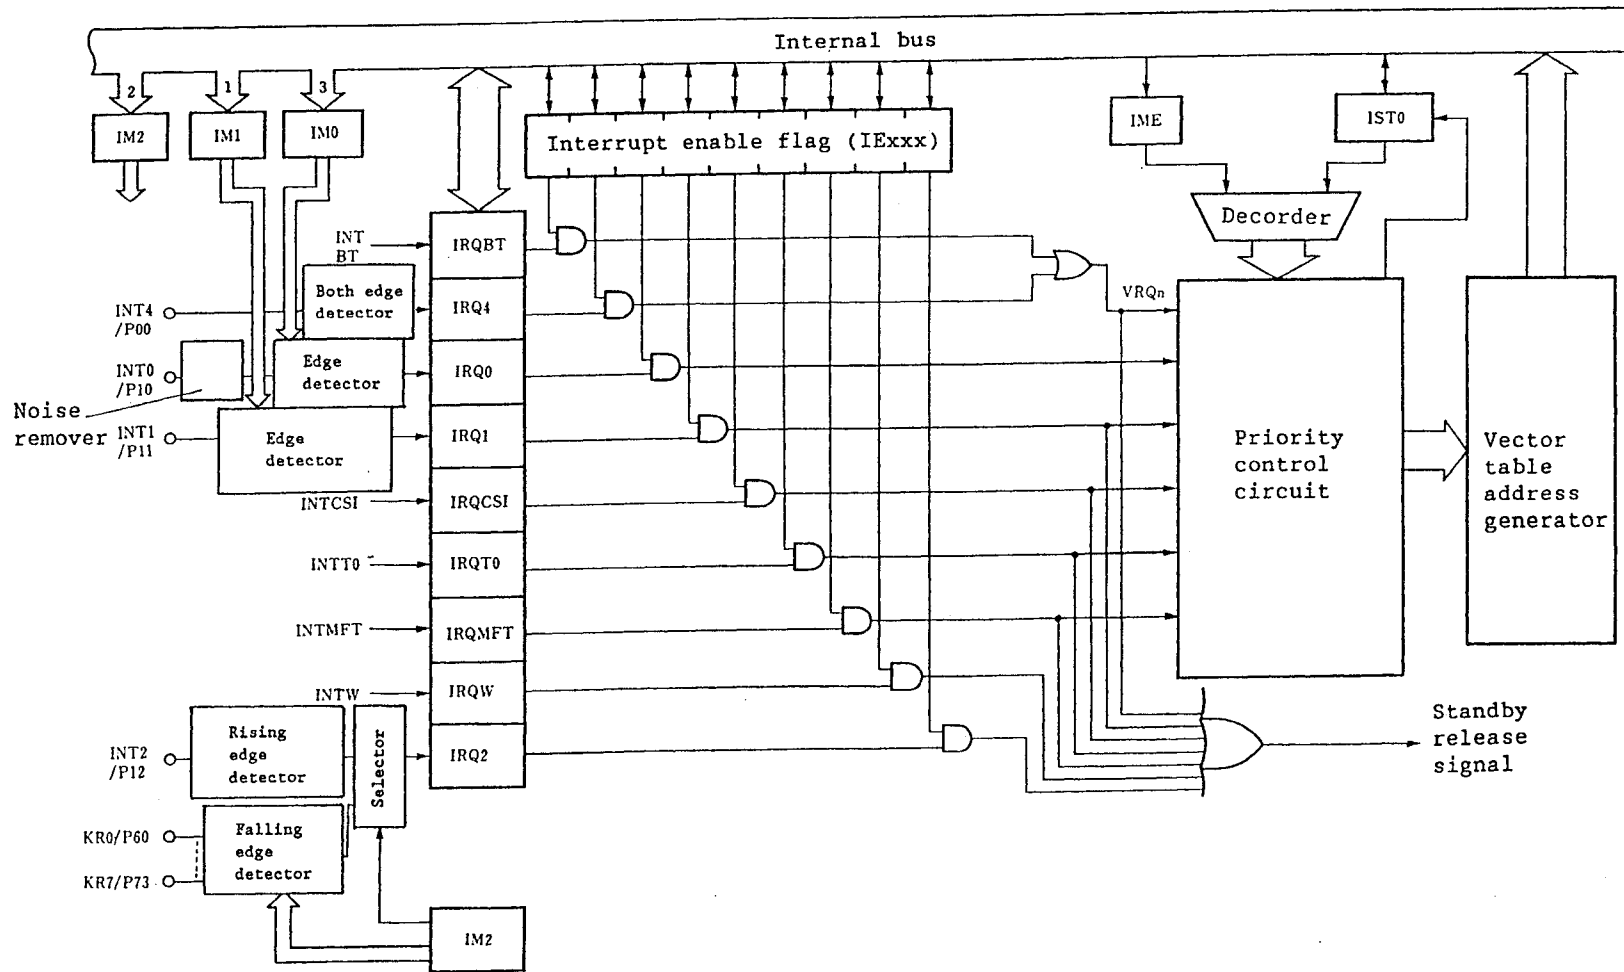 Internal bus
2
1
3
IM2
IM1
IM0
Interrupt enable flag (IExxx)
IME
IST0
Decorder
INT
BT
IRQBT
INT4
/P00
Both edge
detector
IRQ4
VRQn
INT0
/P10
Edge
detector
IRQ0
Noise
remover
INT1
/P11
Edge
detector
IRQ1
Priority
control
circuit
Vector
table
address
generator
INTCSI
IRQCSI
INTT0
IRQT0
INTMFT
IRQMFT
INTW
IRQW
INT2
/P12
Rising
edge
detector
Selector
IRQ2
Standby
release
signal
KR0/P60
KR7/P73
Falling
edge
detector
IM2